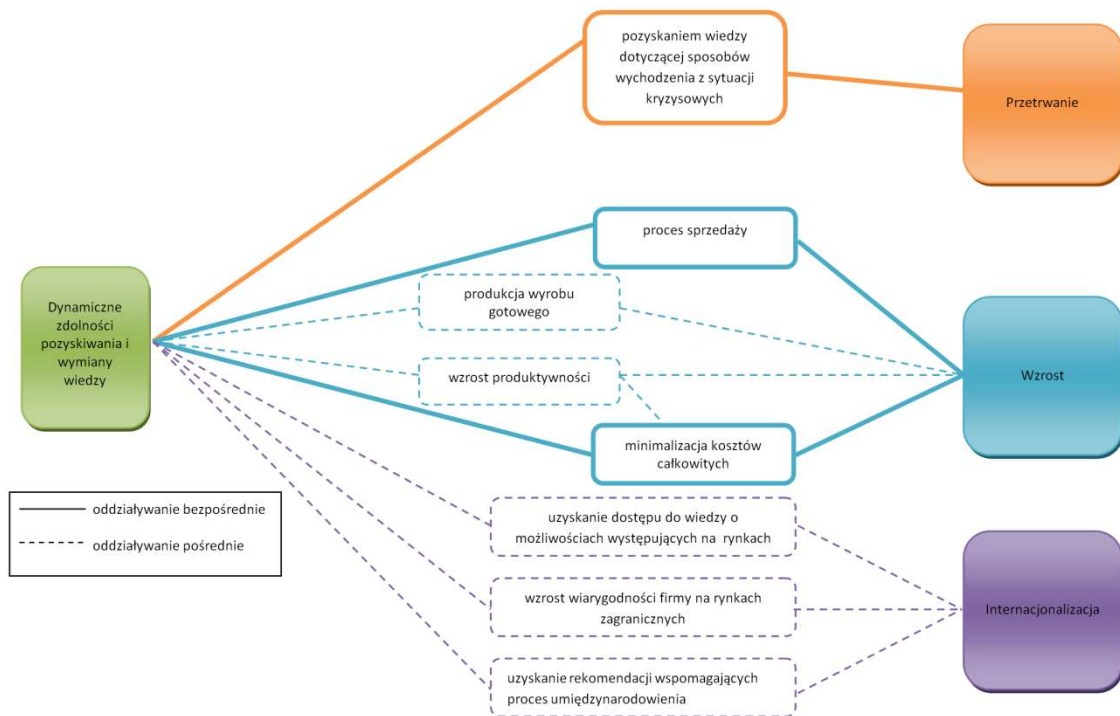 pozyskaniem wiedzy
dotyczącej sposobów
wychodzenia z sytuacji
kryzysowych
Przetrwanie
proces sprzedaży
produkcja wyrobu
gotowego
Dynamiczne
zdolności
pozyskiwania i
wymiany
wiedzy
wzrost produktywności
Wzrost
minimalizacja kosztów
całkowitych
oddziaływanie bezpośrednie
oddziaływanie pośrednie
uzyskanie dostępu do wiedzy o
możliwościach występujących na rynkach
wzrost wiarygodności firmy na rynkach
zagranicznych
Internacjonalizacja
uzyskanie rekomendacji wspomagających
proces umiędzynarodowienia